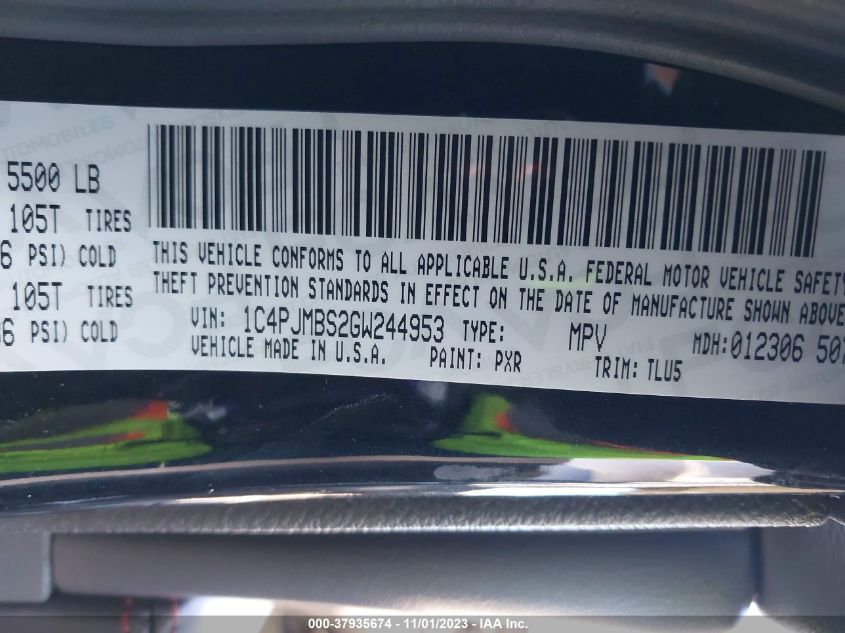 5500 LB
105T TIRES
6 PSI) COLD
105T TIRES
36 PSI) COLD
THIS VEHICLE CONFORMS TO ALL APPLICABLE U.S.A. FEDERAL MOTOR VEHICLE SAFETY
THEFT PREVENTION STANDARDS IN EFFECT ON THE DATE OF MANUFACTURE SHOWN ABOVE
VIN: 1C4PJMBS2GW244953 TYPE: MPV MDH:012306 507
VEHICLE MADE IN U.S.A. PAINT: PXR TRIM: TLU5
000-37935674 - 11/01/2023 - IAA Inc.